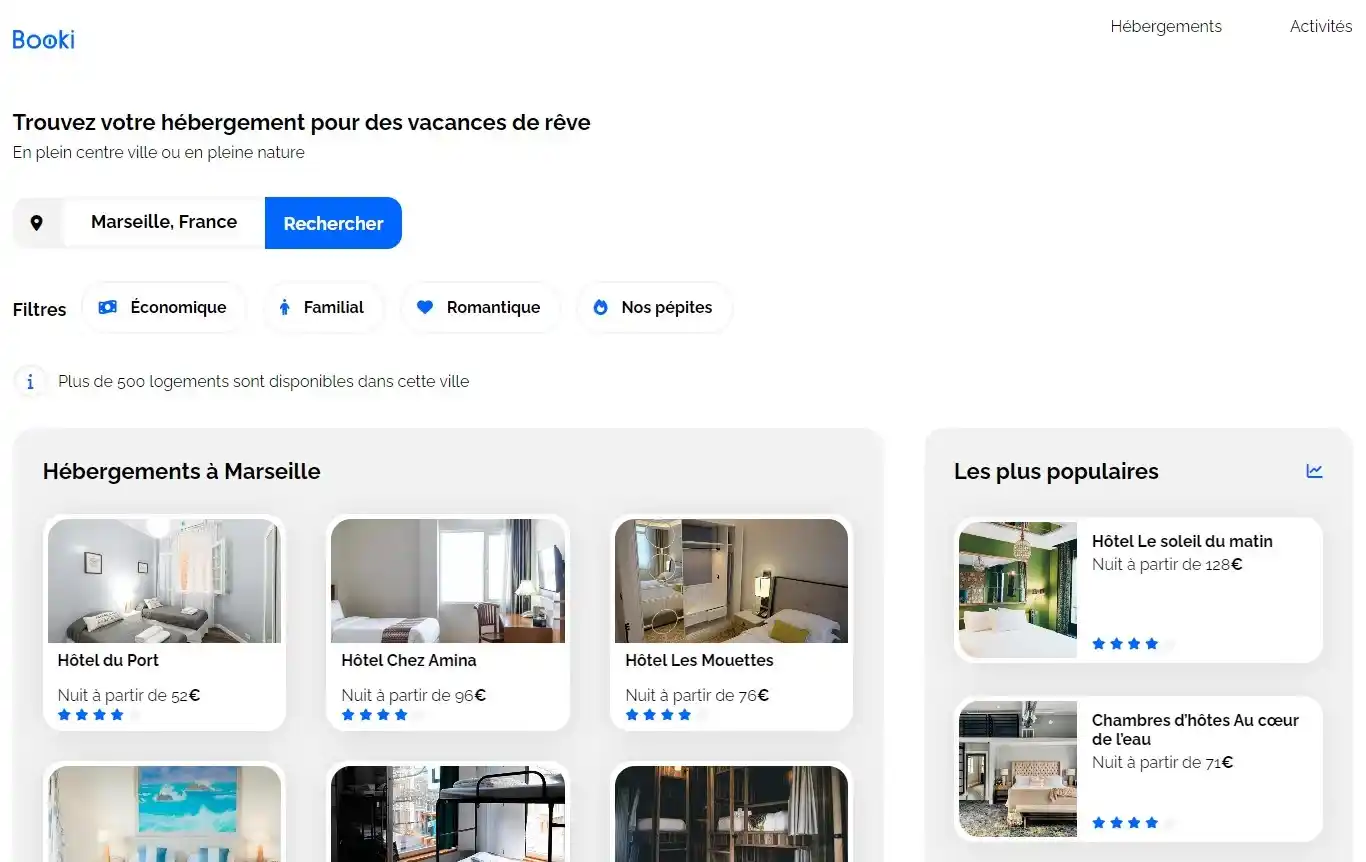 Booki
Hébergements
Activités
Trouvez votre hébergement pour des vacances de rêve
En plein centre ville ou en pleine nature
Marseille, France
Rechercher
Filtres
Économique
Familial
Romantique
Nos pépites
Plus de 500 logements sont disponibles dans cette ville
Hébergements à Marseille
Hôtel du Port
Nuit à partir de 52€
Hôtel Chez Amina
Nuit à partir de 96€
Hôtel Les Mouettes
Nuit à partir de 76€
Les plus populaires
Hôtel Le soleil du matin
Nuit à partir de 128€
Chambres d’hôtes Au cœur
de l’eau
Nuit à partir de 71€